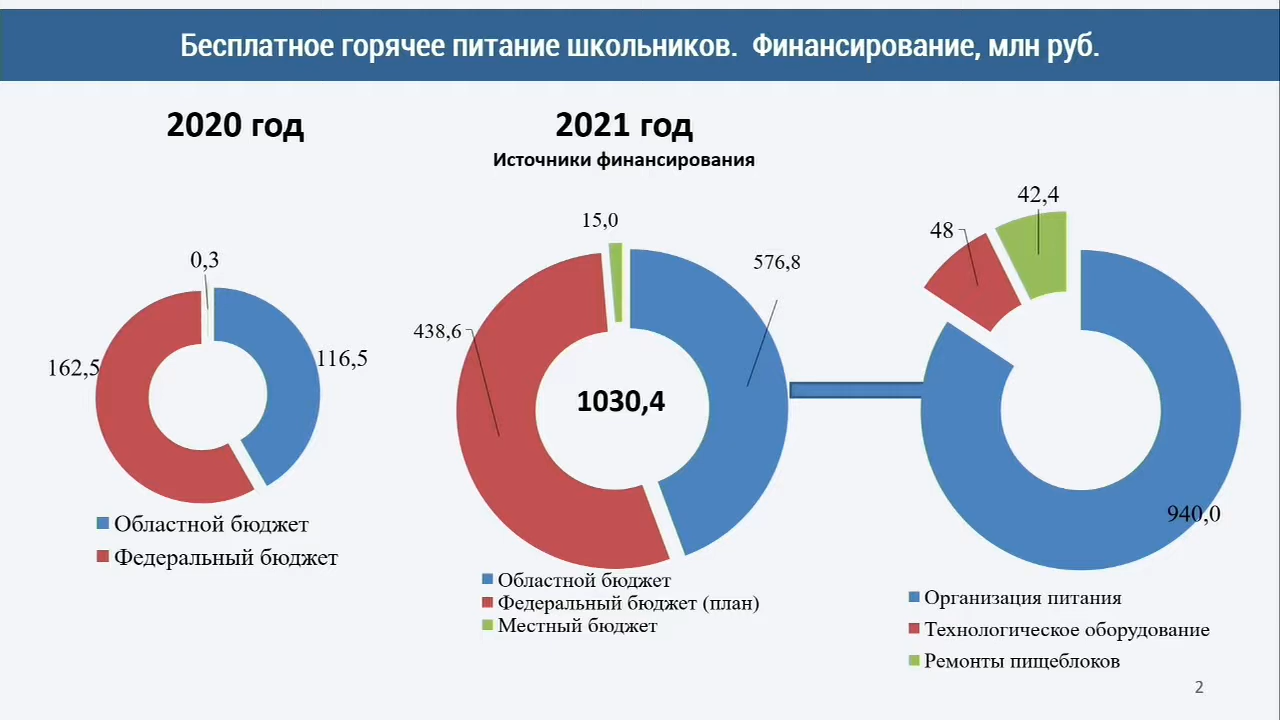 Бесплатное горячее питание школьников. Финансирование, млн руб.
2020 год
0,3
162,5
116,5
Областной бюджет
Федеральный бюджет
2021 год
Источники финансирования
15,0
576,8
438,6
1030,4
Областной бюджет
Федеральный бюджет (план)
Местный бюджет
42,4
48
940,0
Организация питания
Технологическое оборудование
Ремонты пищеблоков
2